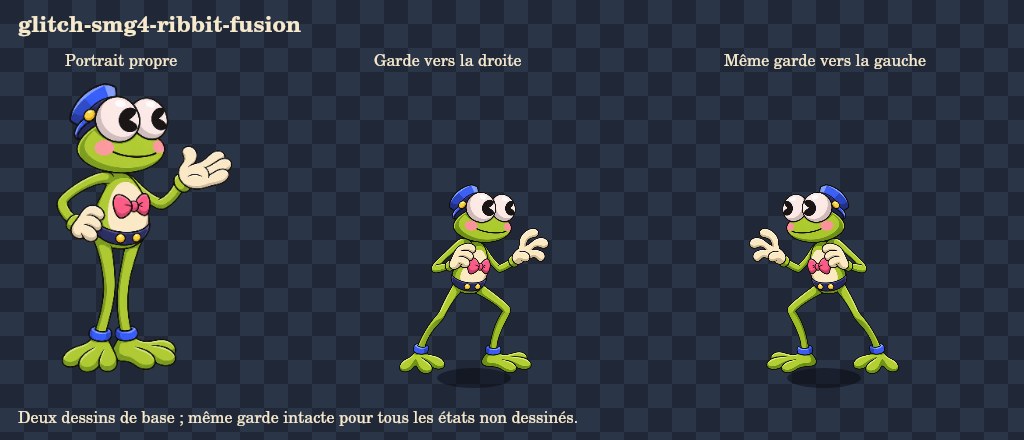 glitch-smg4-ribbit-fusion
Portrait propre
Garde vers la droite
Même garde vers la gauche
Deux dessins de base ; même garde intacte pour tous les états non dessinés.